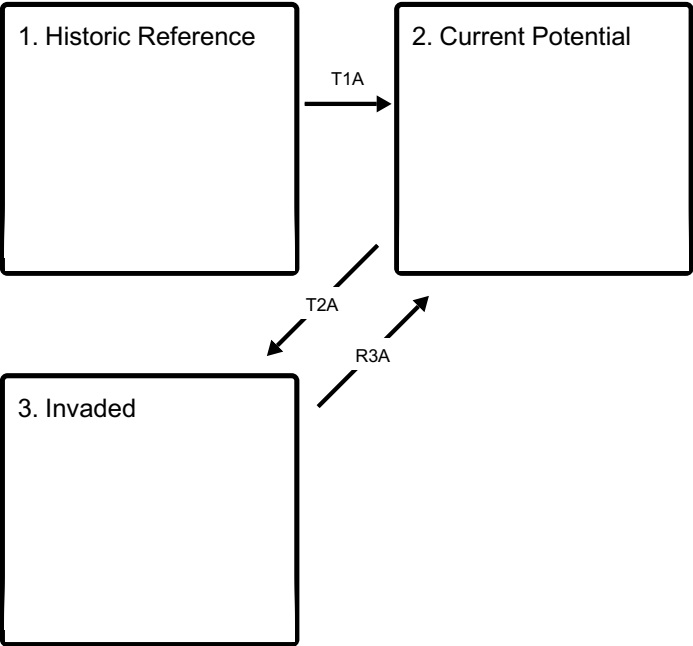 1. Historic Reference
2. Current Potential
T1A
T2A
R3A
3. Invaded